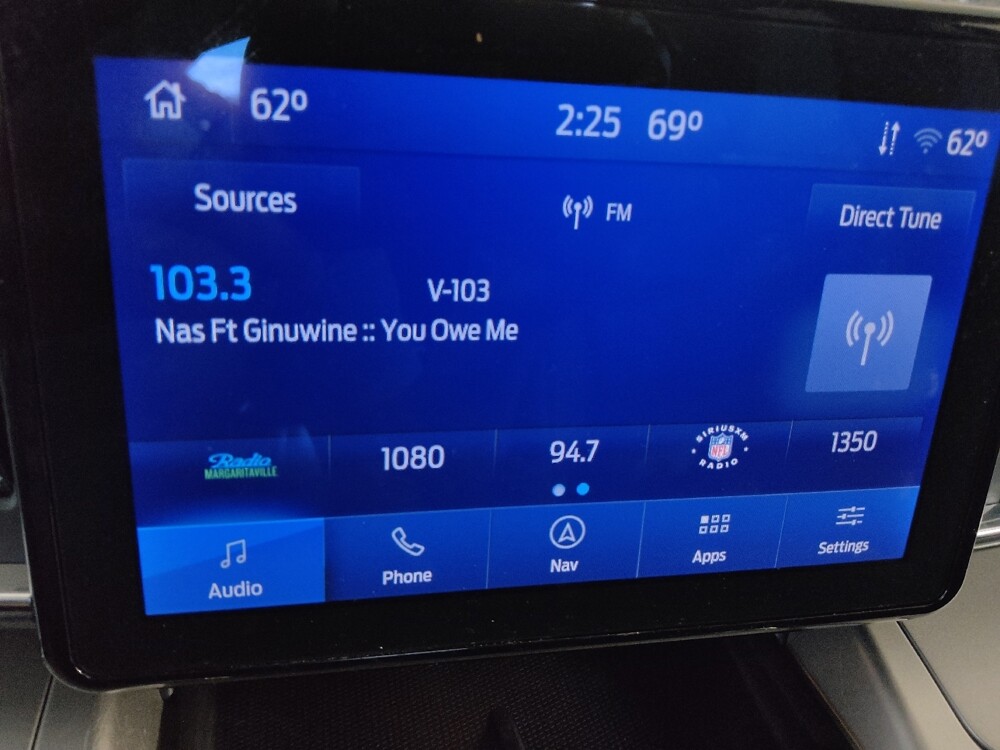 62° 2:25 69° 62°
Sources FM Direct Tune
103.3 V-103
Nas Ft Ginuwine :: You Owe Me
Radio MARGARITAVILLE
1080
94.7
SIRIUSXM NFL RADIO
1350
Audio Phone Nav Apps Settings